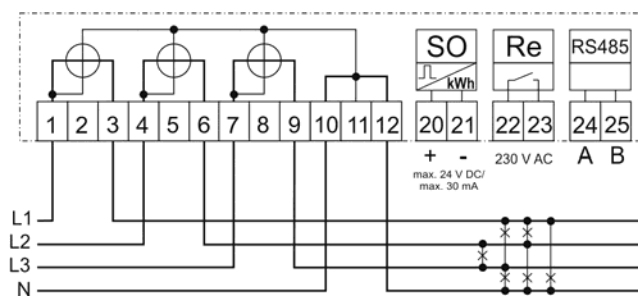 SO Re RS485
kWh
1 2 3 4 5 6 7 8 9 10 11 12 20 21 22 23 24 25
+ - 230 V AC A B
max. 24 V DC/
max. 30 mA
L1
L2
L3
N